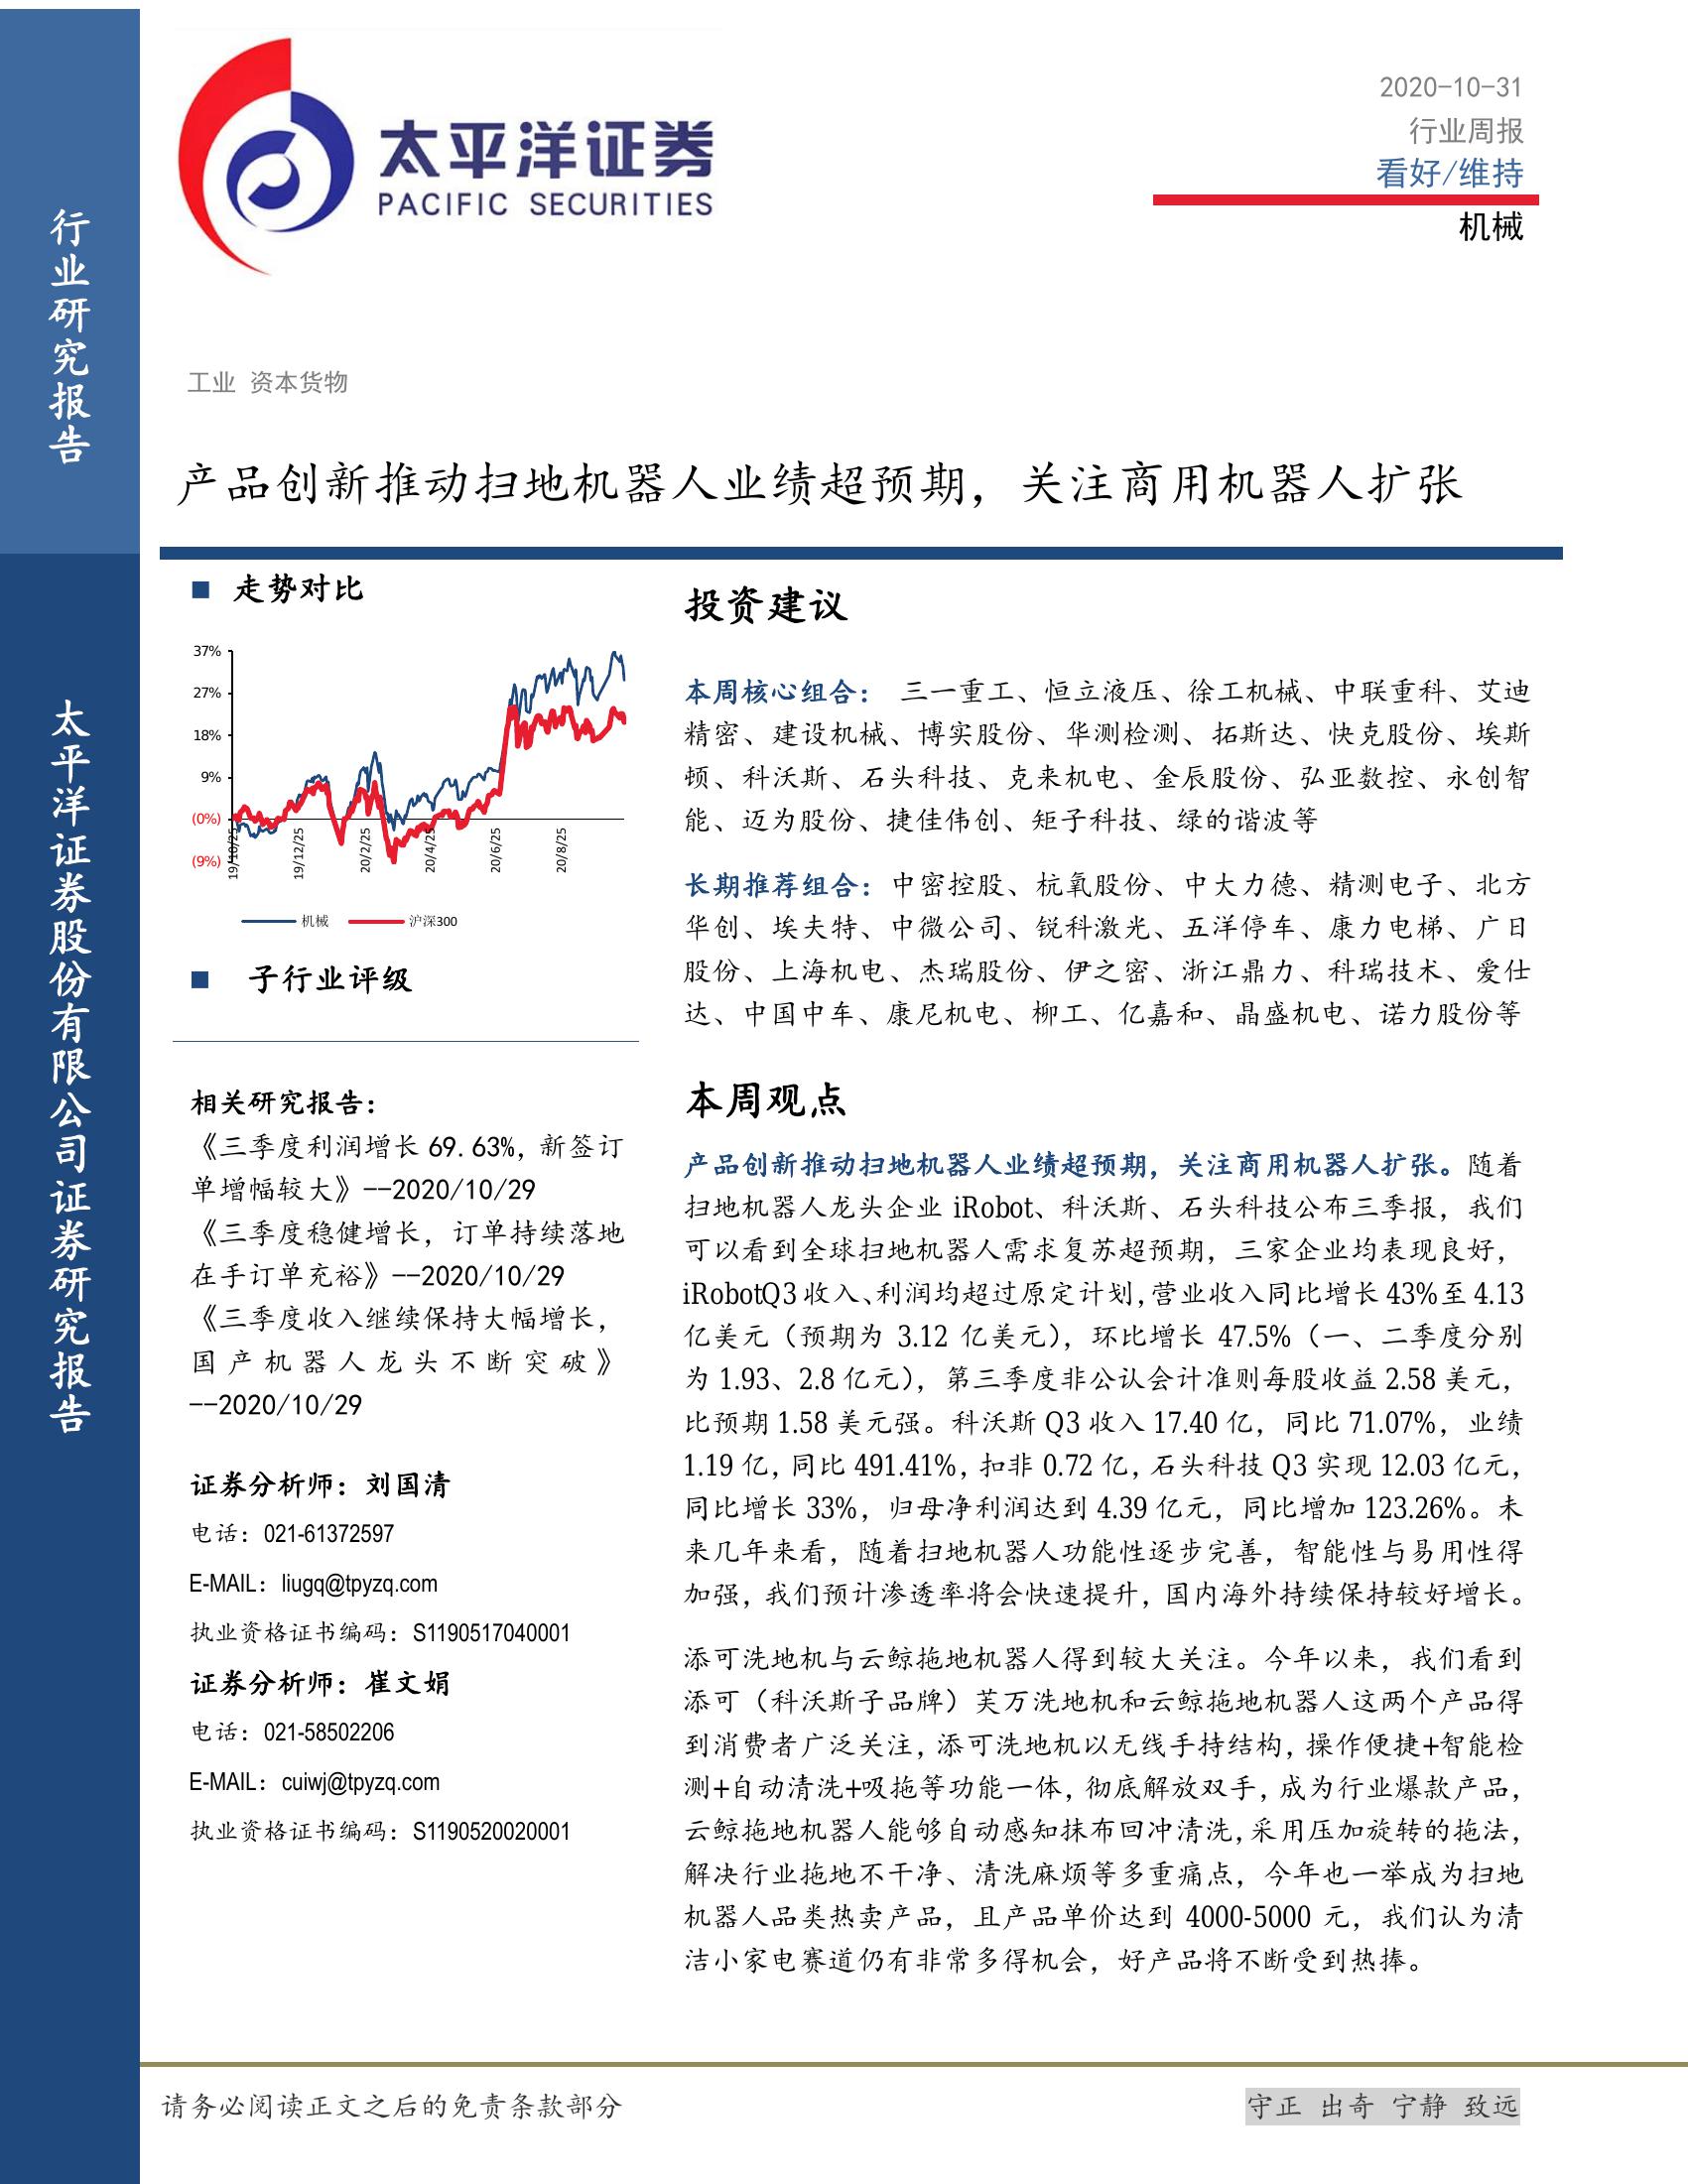 行业研究报告
太平洋证券股份有限公司证券研究报告
太平洋证券
PACIFIC SECURITIES
2020-10-31
行业周报
看好/维持
机械
工业 资本货物
产品创新推动扫地机器人业绩超预期，关注商用机器人扩张
■ 走势对比
37%
27%
18%
9%
(0%)
(9%)
19/10/25
19/12/25
20/2/25
20/4/25
20/6/25
20/8/25
机械 沪深300
■ 子行业评级
相关研究报告：
《三季度利润增长 69.63%，新签订
单增幅较大》--2020/10/29
《三季度稳健增长，订单持续落地
在手订单充裕》--2020/10/29
《三季度收入继续保持大幅增长，
国产机器人龙头不断突破》
--2020/10/29
证券分析师：刘国清
电话：021-61372597
E-MAIL：liugq@tpyzq.com
执业资格证书编码：S1190517040001
证券分析师：崔文娟
电话：021-58502206
E-MAIL：cuiwj@tpyzq.com
执业资格证书编码：S1190520020001
投资建议
本周核心组合： 三一重工、恒立液压、徐工机械、中联重科、艾迪
精密、建设机械、博实股份、华测检测、拓斯达、快克股份、埃斯
顿、科沃斯、石头科技、克来机电、金辰股份、弘亚数控、永创智
能、迈为股份、捷佳伟创、矩子科技、绿的谐波等
长期推荐组合：中密控股、杭氧股份、中大力德、精测电子、北方
华创、埃夫特、中微公司、锐科激光、五洋停车、康力电梯、广日
股份、上海机电、杰瑞股份、伊之密、浙江鼎力、科瑞技术、爱仕
达、中国中车、康尼机电、柳工、亿嘉和、晶盛机电、诺力股份等
本周观点
产品创新推动扫地机器人业绩超预期，关注商用机器人扩张。随着
扫地机器人龙头企业 iRobot、科沃斯、石头科技公布三季报，我们
可以看到全球扫地机器人需求复苏超预期，三家企业均表现良好，
iRobotQ3 收入、利润均超过原定计划，营业收入同比增长 43%至 4.13
亿美元（预期为 3.12 亿美元），环比增长 47.5%（一、二季度分别
为 1.93、2.8 亿元），第三季度非公认会计准则每股收益 2.58 美元，
比预期 1.58 美元强。科沃斯 Q3 收入 17.40 亿，同比 71.07%，业绩
1.19 亿，同比 491.41%，扣非 0.72 亿，石头科技 Q3 实现 12.03 亿元，
同比增长 33%，归母净利润达到 4.39 亿元，同比增加 123.26%。未
来几年来看，随着扫地机器人功能性逐步完善，智能性与易用性得
加强，我们预计渗透率将会快速提升，国内海外持续保持较好增长。
添可洗地机与云鲸拖地机器人得到较大关注。今年以来，我们看到
添可（科沃斯子品牌）芙万洗地机和云鲸拖地机器人这两个产品得
到消费者广泛关注，添可洗地机以无线手持结构，操作便捷+智能检
测+自动清洗+吸拖等功能一体，彻底解放双手，成为行业爆款产品，
云鲸拖地机器人能够自动感知抹布回冲清洗，采用压加旋转的拖法，
解决行业拖地不干净、清洗麻烦等多重痛点，今年也一举成为扫地
机器人品类热卖产品，且产品单价达到 4000-5000 元，我们认为清
洁小家电赛道仍有非常多得机会，好产品将不断受到热捧。
请务必阅读正文之后的免责条款部分
守正 出奇 宁静 致远